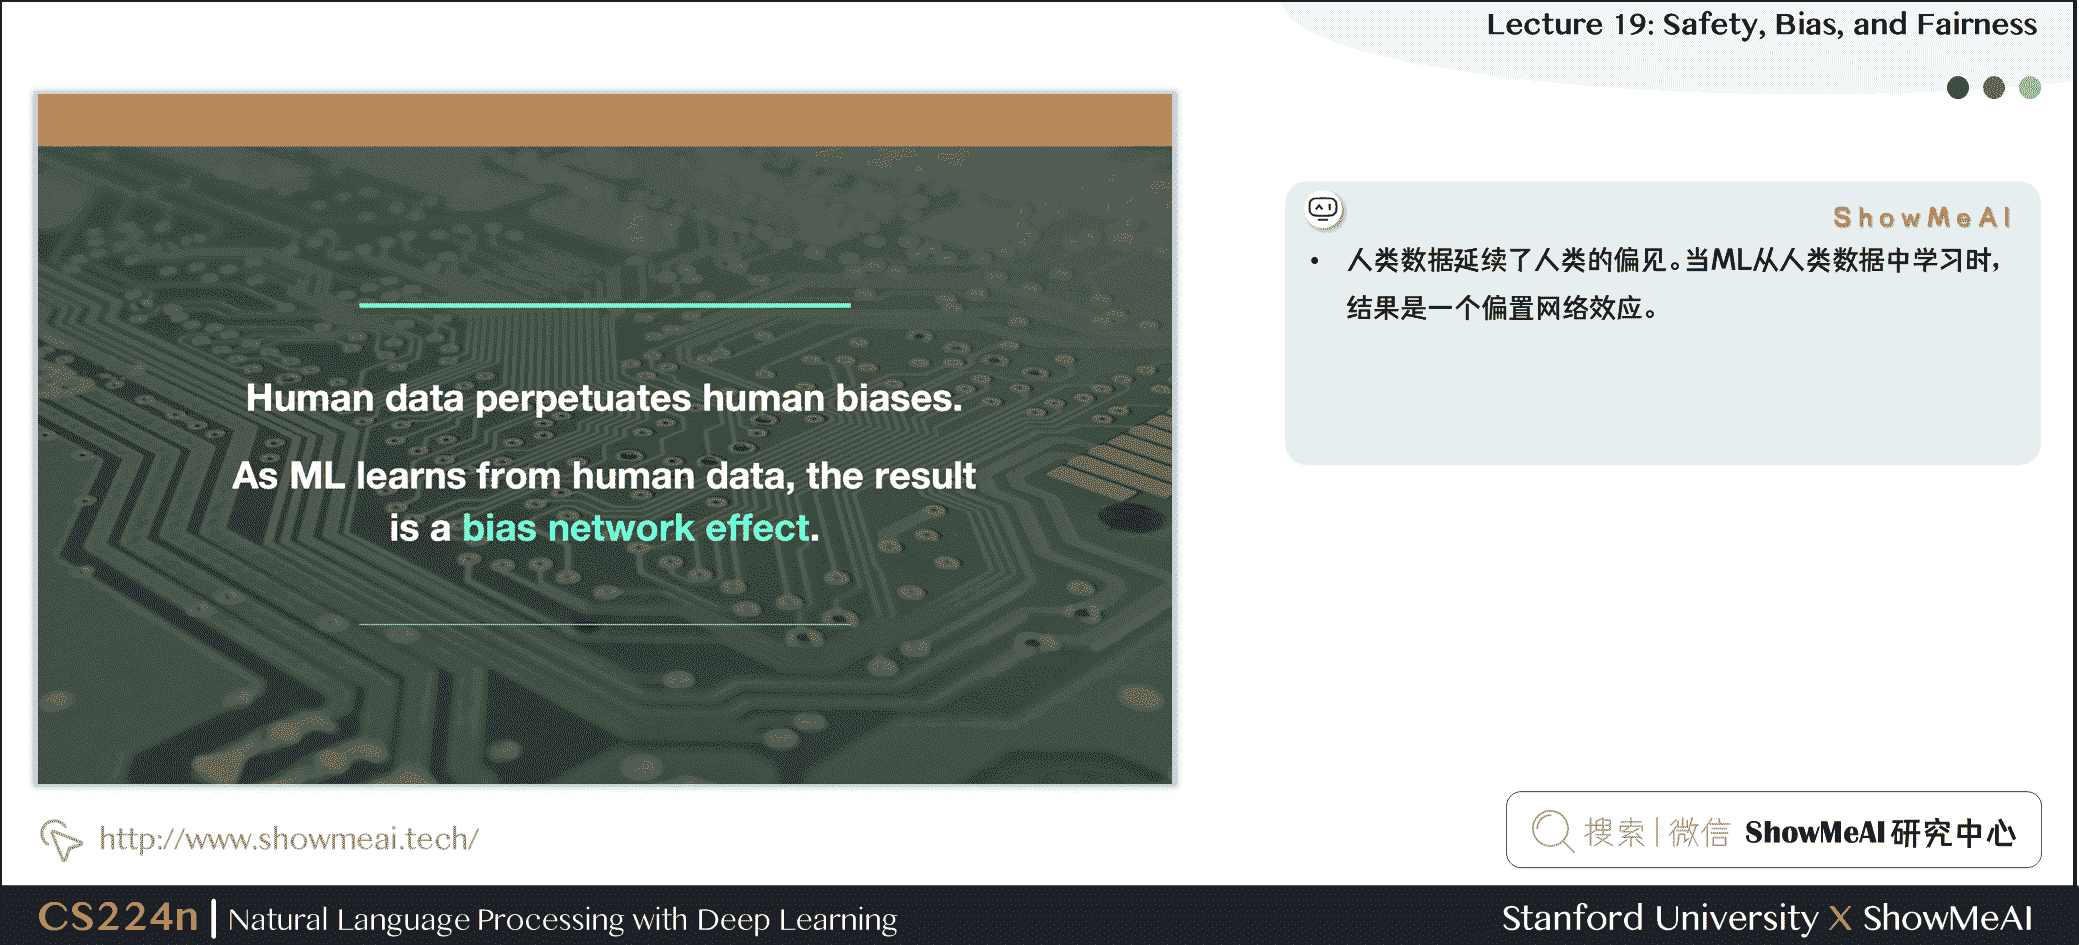 Lecture 19: Safety, Bias, and Fairness
Human data perpetuates human biases.
As ML learns from human data, the result
is a bias network effect.
ShowMeAI
• 人类数据延续了人类的偏见。当ML从人类数据中学习时,
结果是一个偏置网络效应。
http://www.showmeai.tech/
搜索|微信 ShowMeAI 研究中心
CS224n | Natural Language Processing with Deep Learning
Stanford University X ShowMeAI